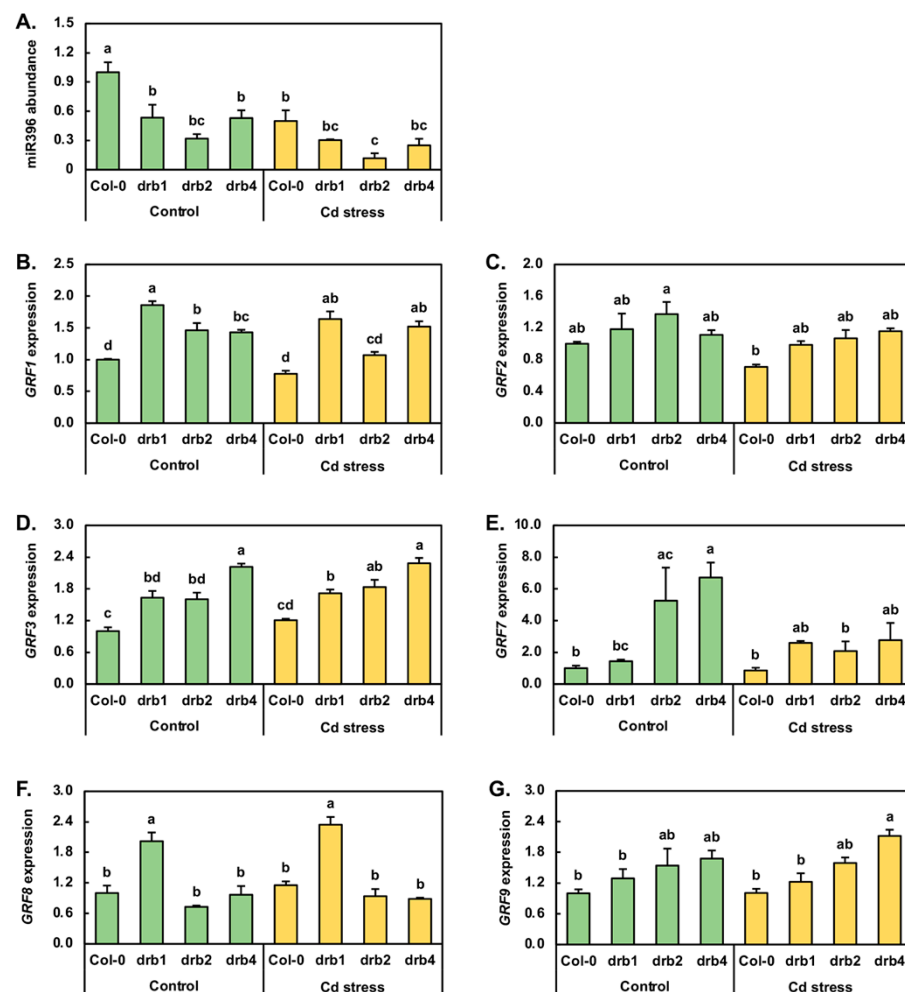 A.
miR396 abundance
1.5
1.2
0.9
0.6
0.3
0
a b bc b b bc c bc
Col-0 drb1 drb2 drb4 Col-0 drb1 drb2 drb4
Control Cd stress
B.
GRF1 expression
2.5
2.0
1.5
1.0
0.5
0.0
d a b bc d ab cd ab
Col-0 drb1 drb2 drb4 Col-0 drb1 drb2 drb4
Control Cd stress
C.
GRF2 expression
2.0
1.6
1.2
0.8
0.4
0.0
ab ab a ab b ab ab ab
Col-0 drb1 drb2 drb4 Col-0 drb1 drb2 drb4
Control Cd stress
D.
GRF3 expression
3.0
2.4
1.8
1.2
0.6
0.0
c bd bd a cd b ab a
Col-0 drb1 drb2 drb4 Col-0 drb1 drb2 drb4
Control Cd stress
E.
GRF7 expression
10.0
8.0
6.0
4.0
2.0
0.0
b bc ac a b ab b ab
Col-0 drb1 drb2 drb4 Col-0 drb1 drb2 drb4
Control Cd stress
F.
GRF8 expression
3.0
2.4
1.8
1.2
0.6
0.0
b a b b b a b b
Col-0 drb1 drb2 drb4 Col-0 drb1 drb2 drb4
Control Cd stress
G.
GRF9 expression
3.0
2.4
1.8
1.2
0.6
0.0
b b ab ab b b ab a
Col-0 drb1 drb2 drb4 Col-0 drb1 drb2 drb4
Control Cd stress